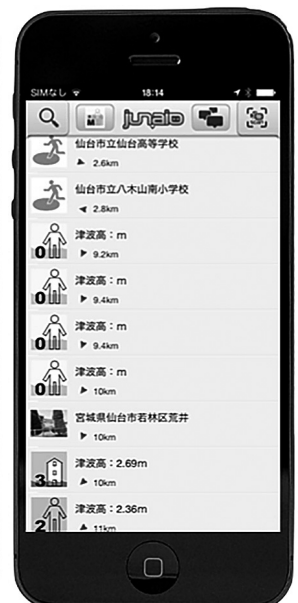 SIMなし
18:14
junaio
仙台市立仙台高等学校
2.6km
仙台市立八木山南小学校
2.8km
0
津波高：m
9.2km
0
津波高：m
9.4km
0
津波高：m
9.4km
0
津波高：m
10km
宮城県仙台市若林区荒井
10km
3
津波高：2.69m
10km
2
津波高：2.36m
11km